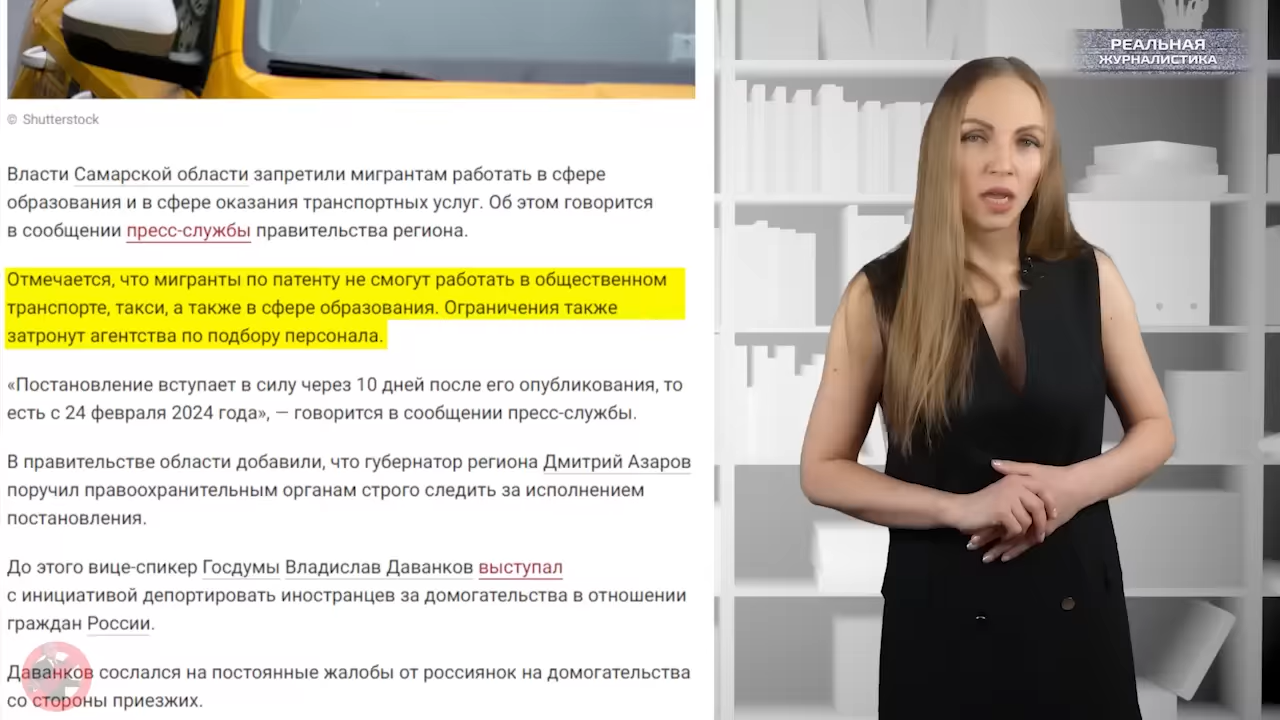 РЕАЛЬНАЯ
ЖУРНАЛИСТИКА
© Shutterstock
Власти Самарской области запретили мигрантам работать в сфере
образования и в сфере оказания транспортных услуг. Об этом говорится
в сообщении пресс-службы правительства региона.
Отмечается, что мигранты по патенту не смогут работать в общественном
транспорте, такси, а также в сфере образования. Ограничения также
затронут агентства по подбору персонала.
«Постановление вступает в силу через 10 дней после его опубликования, то
есть с 24 февраля 2024 года», — говорится в сообщении пресс-службы.
В правительстве области добавили, что губернатор региона Дмитрий Азаров
поручил правоохранительным органам строго следить за исполнением
постановления.
До этого вице-спикер Госдумы Владислав Даванков выступал
с инициативой депортировать иностранцев за домогательства в отношении
граждан России.
Даванков сослался на постоянные жалобы от россиянок на домогательства
со стороны приезжих.